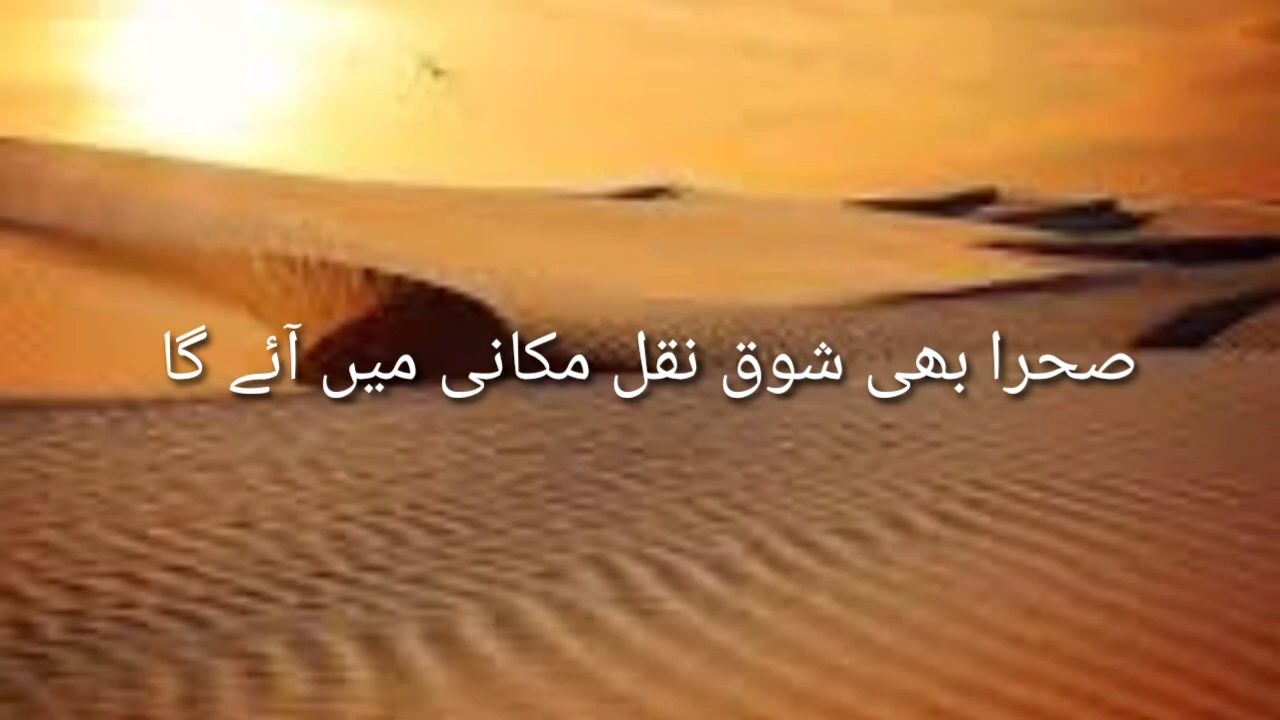 صحرا بھی شوق نقل مکانی میں آئے گا